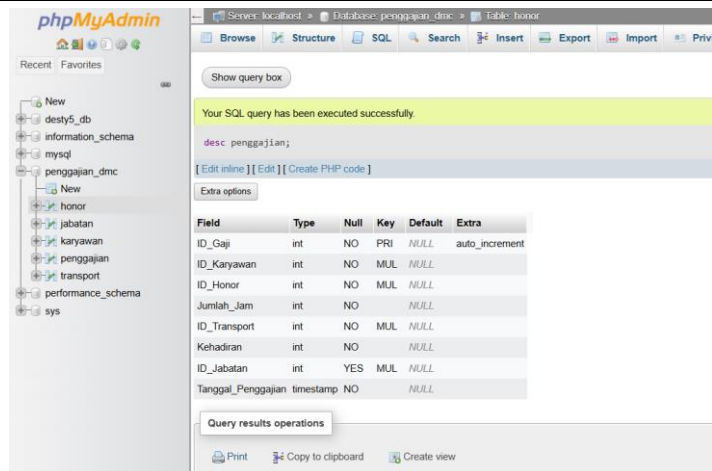 phpMyAdmin
Recent Favorites
New
desty5_db
information_schema
mysql
penggajian_dmc
New
honor
jabatan
karyawan
penggajian
transport
performance_schema
sys
Server: localhost » Database: penggajian_dmc » Table: honor
Browse Structure SQL Search Insert Export Import Privi
Show query box
Your SQL query has been executed successfully.
desc penggajian;
[ Edit inline ] [ Edit ] [ Create PHP code ]
Extra options
Field Type Null Key Default Extra
ID_Gaji int NO PRI NULL auto_increment
ID_Karyawan int NO MUL NULL
ID_Honor int NO MUL NULL
Jumlah_Jam int NO NULL
ID_Transport int NO MUL NULL
Kehadiran int NO NULL
ID_Jabatan int YES MUL NULL
Tanggal_Penggajian timestamp NO NULL
Query results operations
Print Copy to clipboard Create view